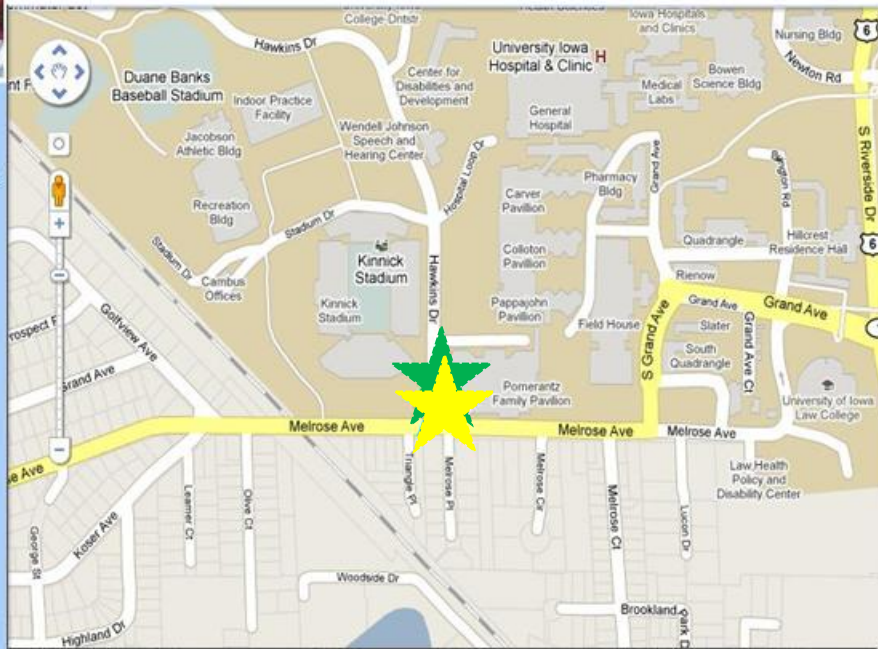 College-Dntstr
Iowa Hospitals
and Clinics
Nursing Bldg
6
Hawkins Dr
University Iowa
Hospital & Clinic
H
Newton Rd
Duane Banks
Baseball Stadium
Center for
Disabilities and
Development
Medical
Labs
Bowen
Science Bldg
Indoor Practice
Facility
General
Hospital
S Riverside Dr
Jacobson
Athletic Bldg
Wendell Johnson
Speech and
Hearing Center
Hospital Loop Dr
Grand Ave
Pharmacy
Bldg
Recreation
Bldg
Carver
Pavilion
Stadium Dr
Quadrangle
Hillcrest
Residence Hall
6
Colloton
Pavilion
Kinnick
Stadium
Hawkins Dr
Stadium Dr
Cambus
Offices
Rienow
Kinnick
Stadium
Pappajohn
Pavilion
Field House
S Grand Ave
Grand Ave
Grand Ave
Slater
Grand Ave Ct
South
Quadrangle
Golfview Ave
Grand Ave
Pomerantz
Family Pavilion
University of Iowa
Law College
Melrose Ave
Melrose Ave
Melrose Ave
Triangle Pl
Melrose Pl
Melrose Cir
Melrose Ct
Lucon Dr
Law,Health
Policy and
Disability Center
Leamer Ct
Olive Ct
Koser Ave
George St
Woodside Dr
Brookland
Park D
Highland Dr